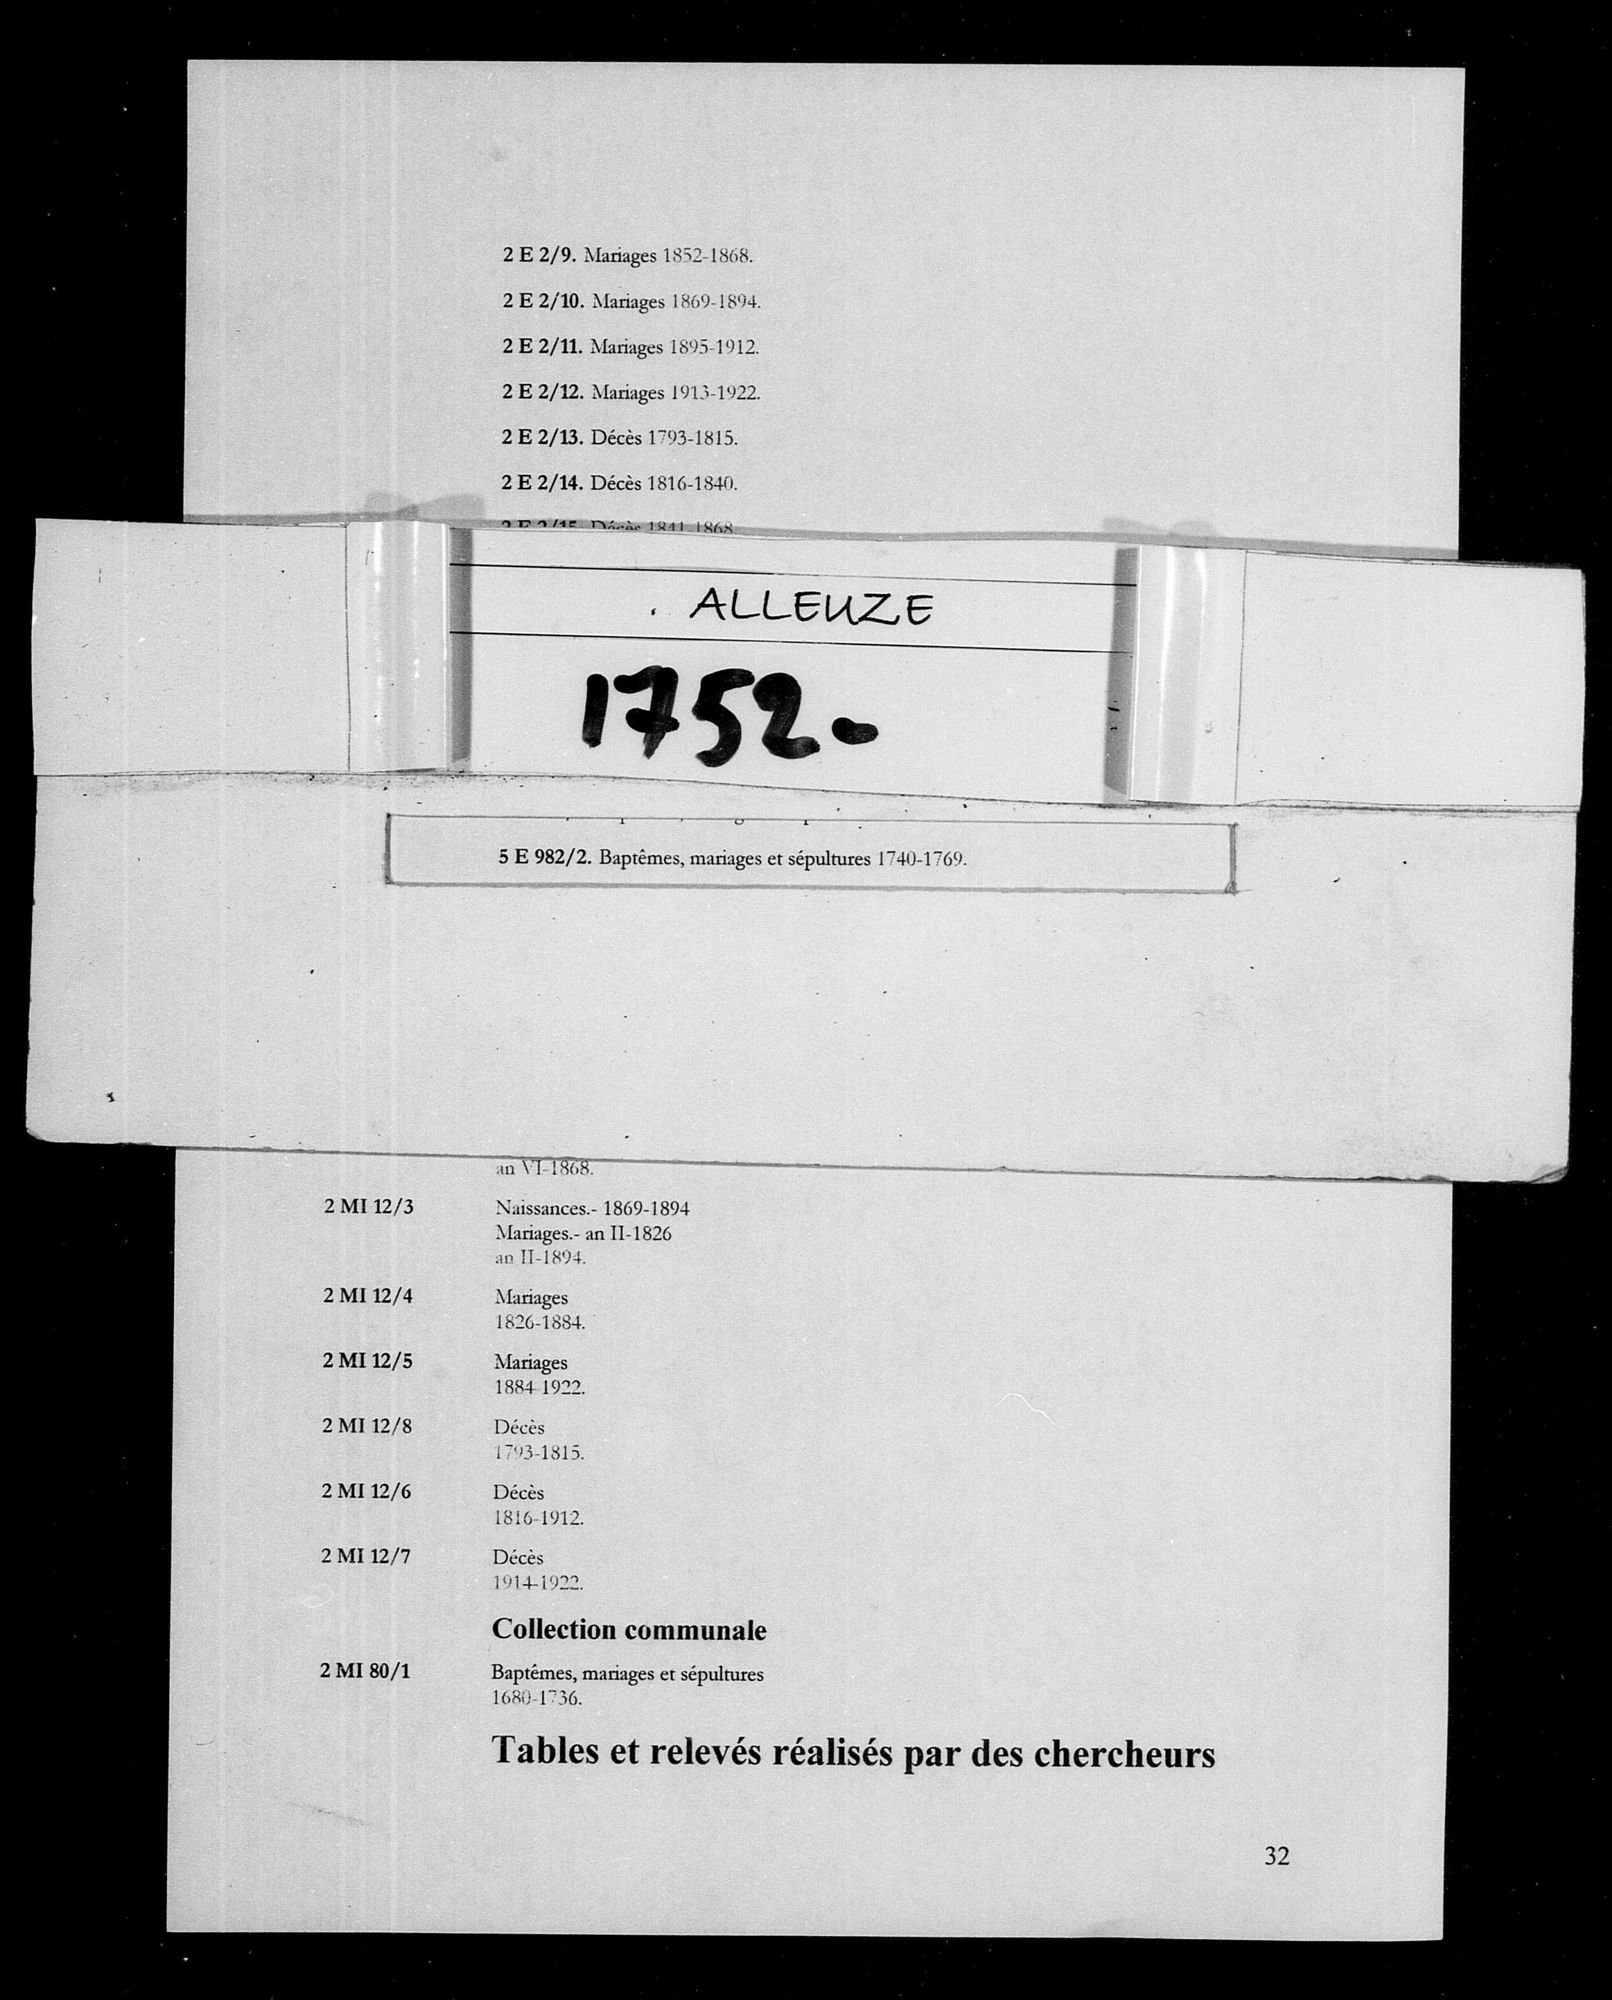 2 E 2/9. Mariages 1852-1868.
2 E 2/10. Mariages 1869-1894.
2 E 2/11. Mariages 1895-1912.
2 E 2/12. Mariages 1913-1922.
2 E 2/13. Décès 1793-1815.
2 E 2/14. Décès 1816-1840.
2 E 2/15. Décès 1841-1868
ALLEUZE
1752-
5 E 982/2. Baptêmes, mariages et sépultures 1740-1769.
an VI-1868.
2 MI 12/3 Naissances.- 1869-1894
Mariages.- an II-1826
an II-1894.
2 MI 12/4 Mariages
1826-1884.
2 MI 12/5 Mariages
1884-1922.
2 MI 12/8 Décès
1793-1815.
2 MI 12/6 Décès
1816-1912.
2 MI 12/7 Décès
1914-1922.
Collection communale
2 MI 80/1 Baptêmes, mariages et sépultures
1680-1736.
Tables et relevés réalisés par des chercheurs
32